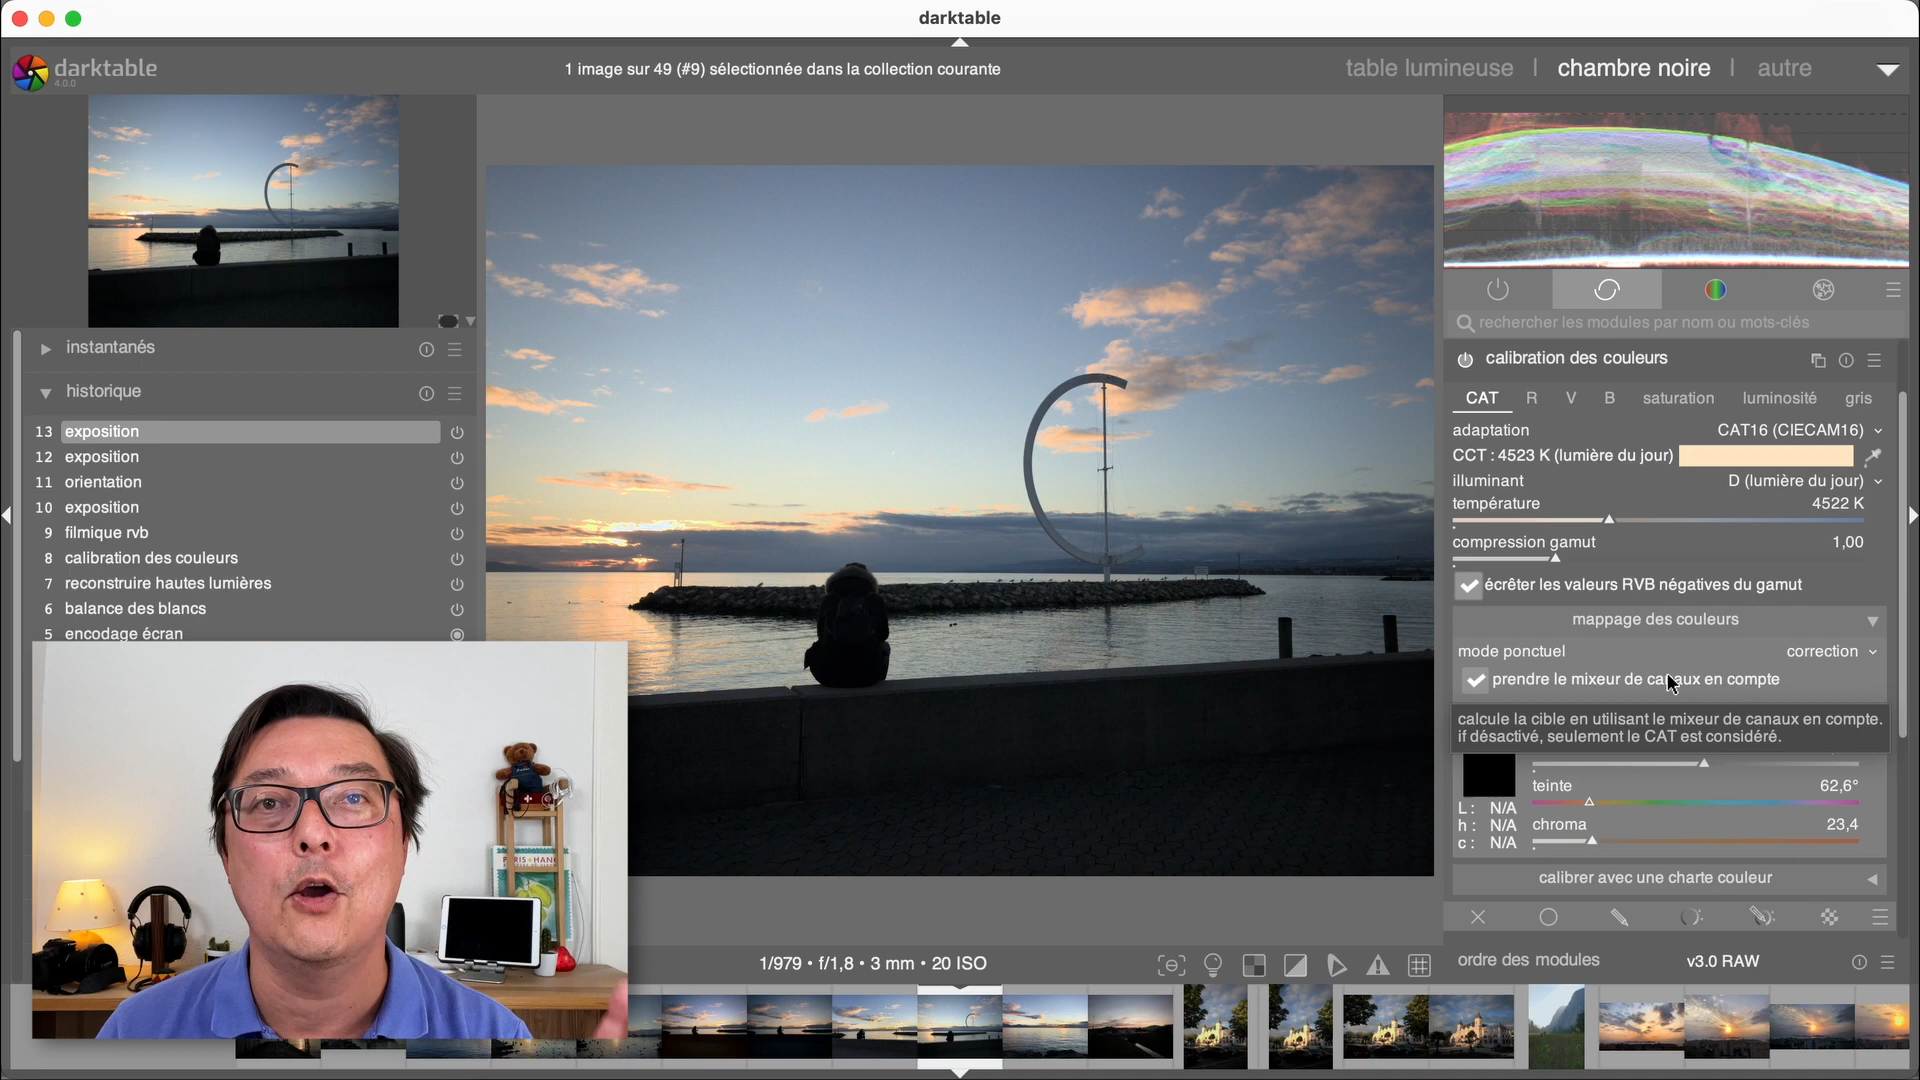 darktable
darktable
4.0.0
1 image sur 49 (#9) sélectionnée dans la collection courante
table lumineuse | chambre noire | autre
instantanés
historique
13 exposition
12 exposition
11 orientation
10 exposition
9 filmique rvb
8 calibration des couleurs
7 reconstruire hautes lumières
6 balance des blancs
5 encodage écran
rechercher les modules par nom ou mots-clés
calibration des couleurs
CAT R V B saturation luminosité gris
adaptation CAT16 (CIECAM16)
CCT : 4523 K (lumière du jour)
illuminant D (lumière du jour)
température 4522 K
compression gamut 1,00
écrêter les valeurs RVB négatives du gamut
mappage des couleurs
mode ponctuel correction
prendre le mixeur de canaux en compte
calcule la cible en utilisant le mixeur de canaux en compte.
if désactivé, seulement le CAT est considéré.
teinte 62,6°
L : N/A
h : N/A
chroma 23,4
c : N/A
calibrer avec une charte couleur
ordre des modules v3.0 RAW
1/979 • f/1,8 • 3 mm • 20 ISO
PARIS-HANOI